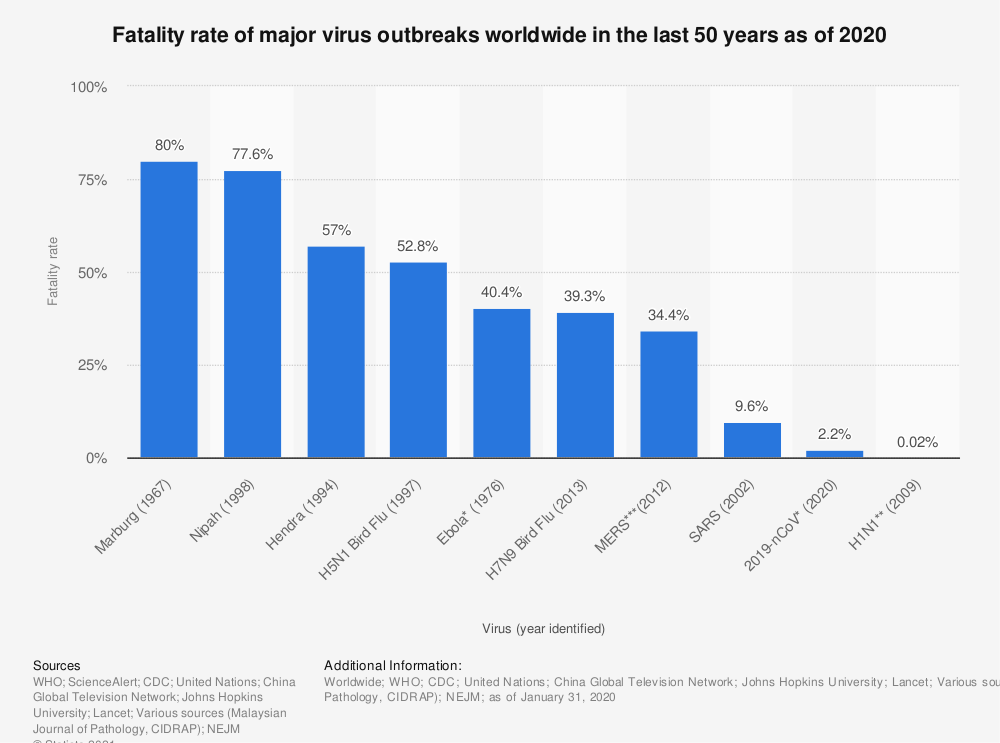 Fatality rate of major virus outbreaks worldwide in the last 50 years as of 2020
100%
75%
50%
25%
0%
Fatality rate
80%
77.6%
57%
52.8%
40.4%
39.3%
34.4%
9.6%
2.2%
0.02%
Marburg (1967)
Nipah (1998)
Hendra (1994)
H5N1 Bird Flu (1997)
Ebola* (1976)
H7N9 Bird Flu (2013)
MERS*** (2012)
SARS (2002)
2019-nCoV* (2020)
H1N1** (2009)
Virus (year identified)
Sources
WHO; ScienceAlert; CDC; United Nations; China
Global Television Network; Johns Hopkins
University; Lancet; Various sources (Malaysian
Journal of Pathology, CIDRAP); NEJM
© Statista 2021
Additional Information:
Worldwide; WHO; CDC; United Nations; China Global Television Network; Johns Hopkins University; Lancet; Various
Pathology, CIDRAP); NEJM; as of January 31, 2020